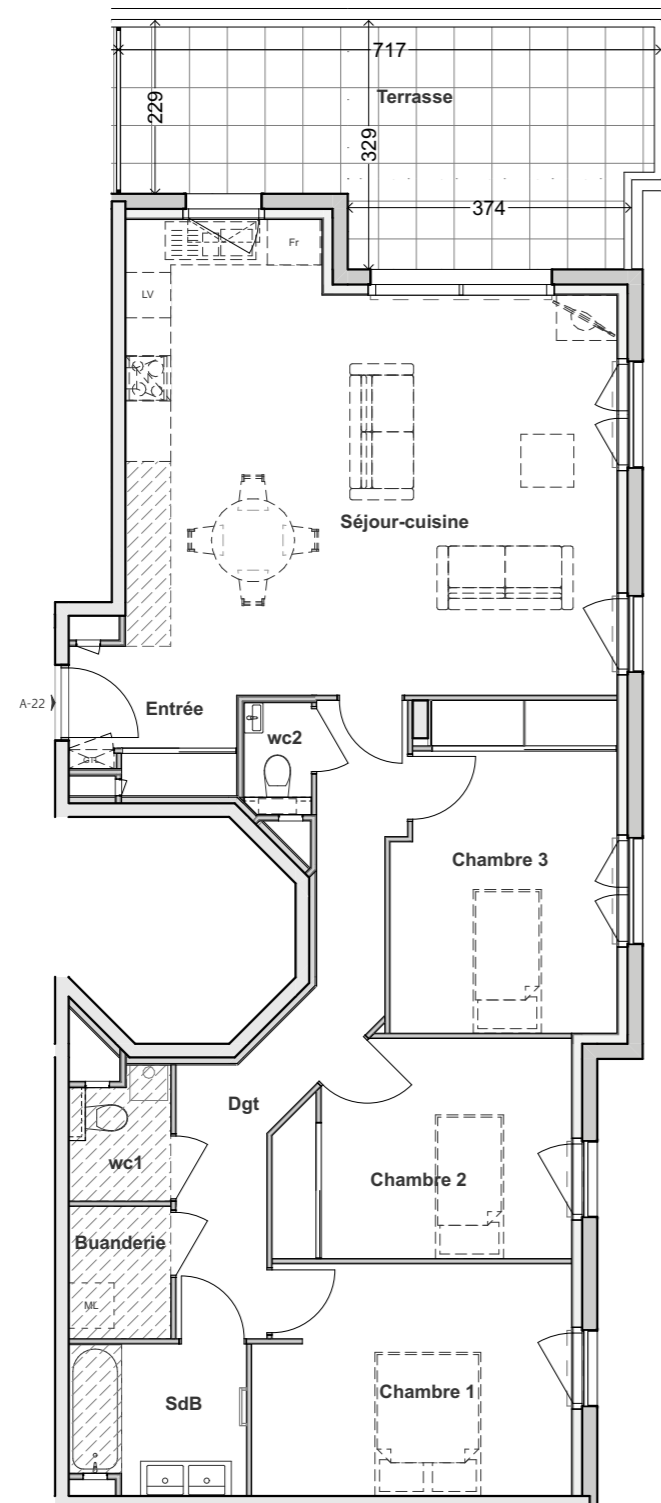 717
Terrasse
229
329
374
Fr
LV
Séjour-cuisine
A-22
Entrée
wc2
GTL
Chambre 3
Dgt
wc1
Chambre 2
Buanderie
ML
Chambre 1
SdB